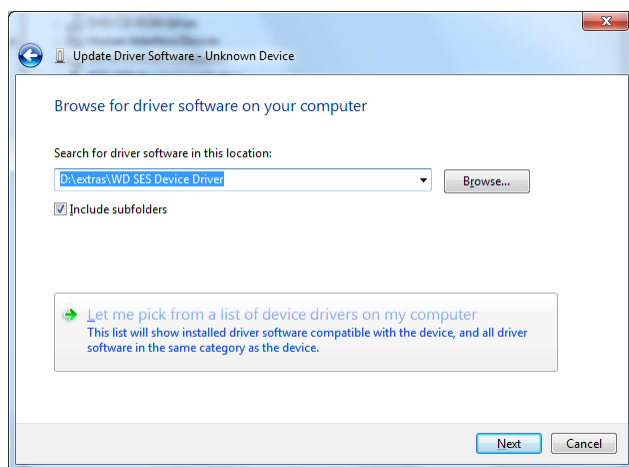 Update Driver Software - Unknown Device
Browse for driver software on your computer
Search for driver software in this location:
D:\extras\WD SES Device Driver
Browse...
Include subfolders
Let me pick from a list of device drivers on my computer
This list will show installed driver software compatible with the device, and all driver
software in the same category as the device.
Next
Cancel